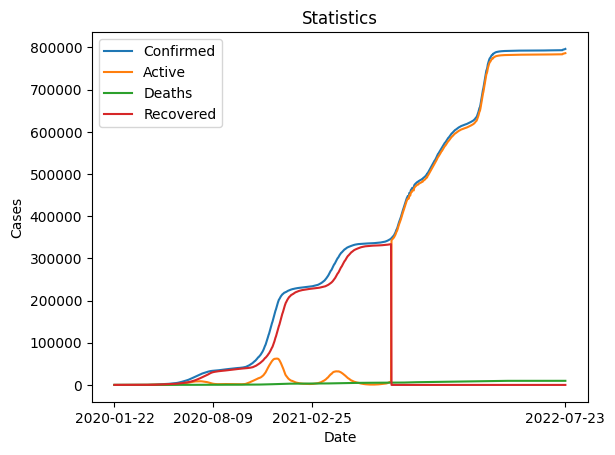 Statistics
Confirmed
Active
Deaths
Recovered
Cases
800000
700000
600000
500000
400000
300000
200000
100000
0
2020-01-22 2020-08-09 2021-02-25 2022-07-23
Date